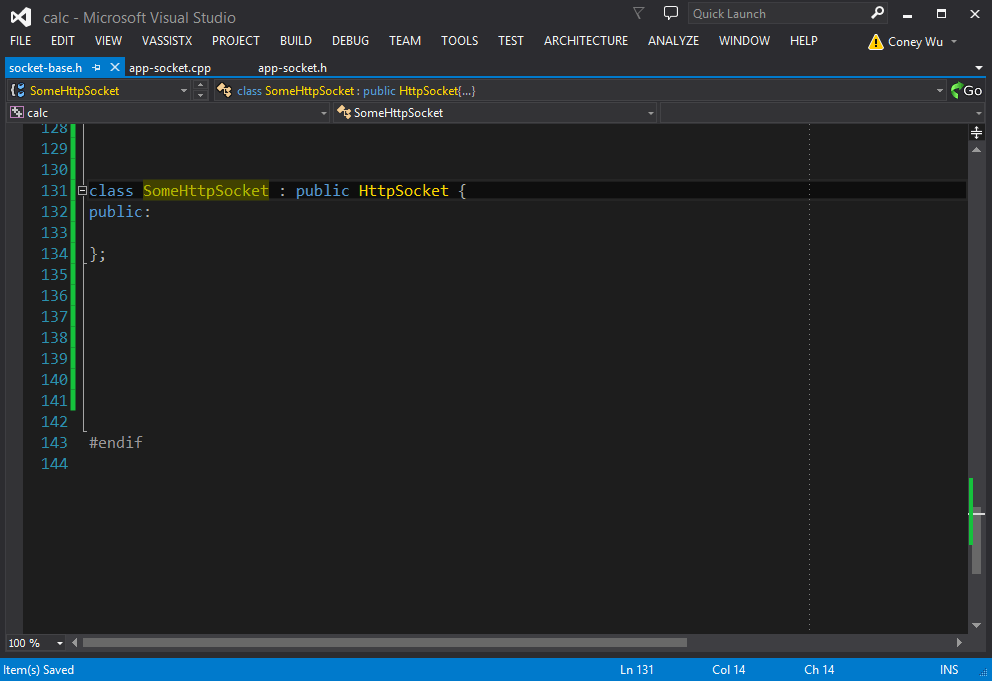 calc - Microsoft Visual Studio
Quick Launch
FILE EDIT VIEW VASSISTX PROJECT BUILD DEBUG TEAM TOOLS TEST ARCHITECTURE ANALYZE WINDOW HELP Coney Wu
socket-base.h app-socket.cpp app-socket.h
SomeHttpSocket class SomeHttpSocket : public HttpSocket{...} Go
calc SomeHttpSocket
128
129
130
131 class SomeHttpSocket : public HttpSocket {
132 public:
133
134 };
135
136
137
138
139
140
141
142
143 #endif
144
100 %
Item(s) Saved Ln 131 Col 14 Ch 14 INS